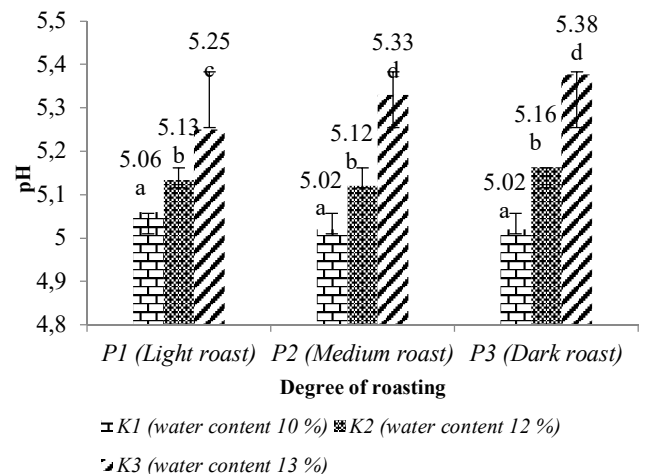 5,5
5,4
5,3
5,2
5,1
5
4,9
4,8
pH
5.06
a
5.13
b
5.25
c
5.02
a
5.12
b
5.33
d
5.02
a
5.16
b
5.38
d
P1 (Light roast) P2 (Medium roast) P3 (Dark roast)
Degree of roasting
K1 (water content 10 %) K2 (water content 12 %)
K3 (water content 13 %)